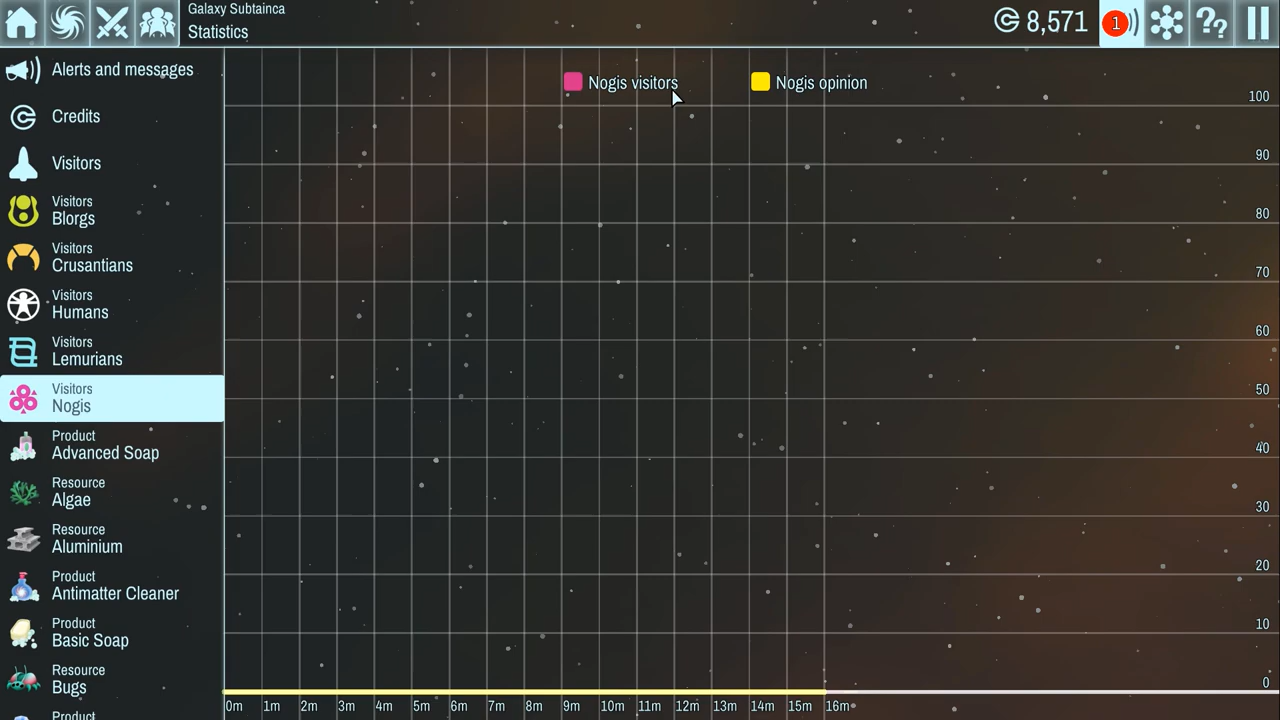 Galaxy Subtainca
Statistics
8,571
1
??
Alerts and messages
Credits
Visitors
Visitors
Blorgs
Visitors
Crusantians
Visitors
Humans
Visitors
Lemurians
Visitors
Nogis
Product
Advanced Soap
Resource
Algae
Resource
Aluminium
Product
Antimatter Cleaner
Product
Basic Soap
Resource
Bugs
Product
Nogis visitors
Nogis opinion
100
90
80
70
60
50
40
30
20
10
0
0m 1m 2m 3m 4m 5m 6m 7m 8m 9m 10m 11m 12m 13m 14m 15m 16m